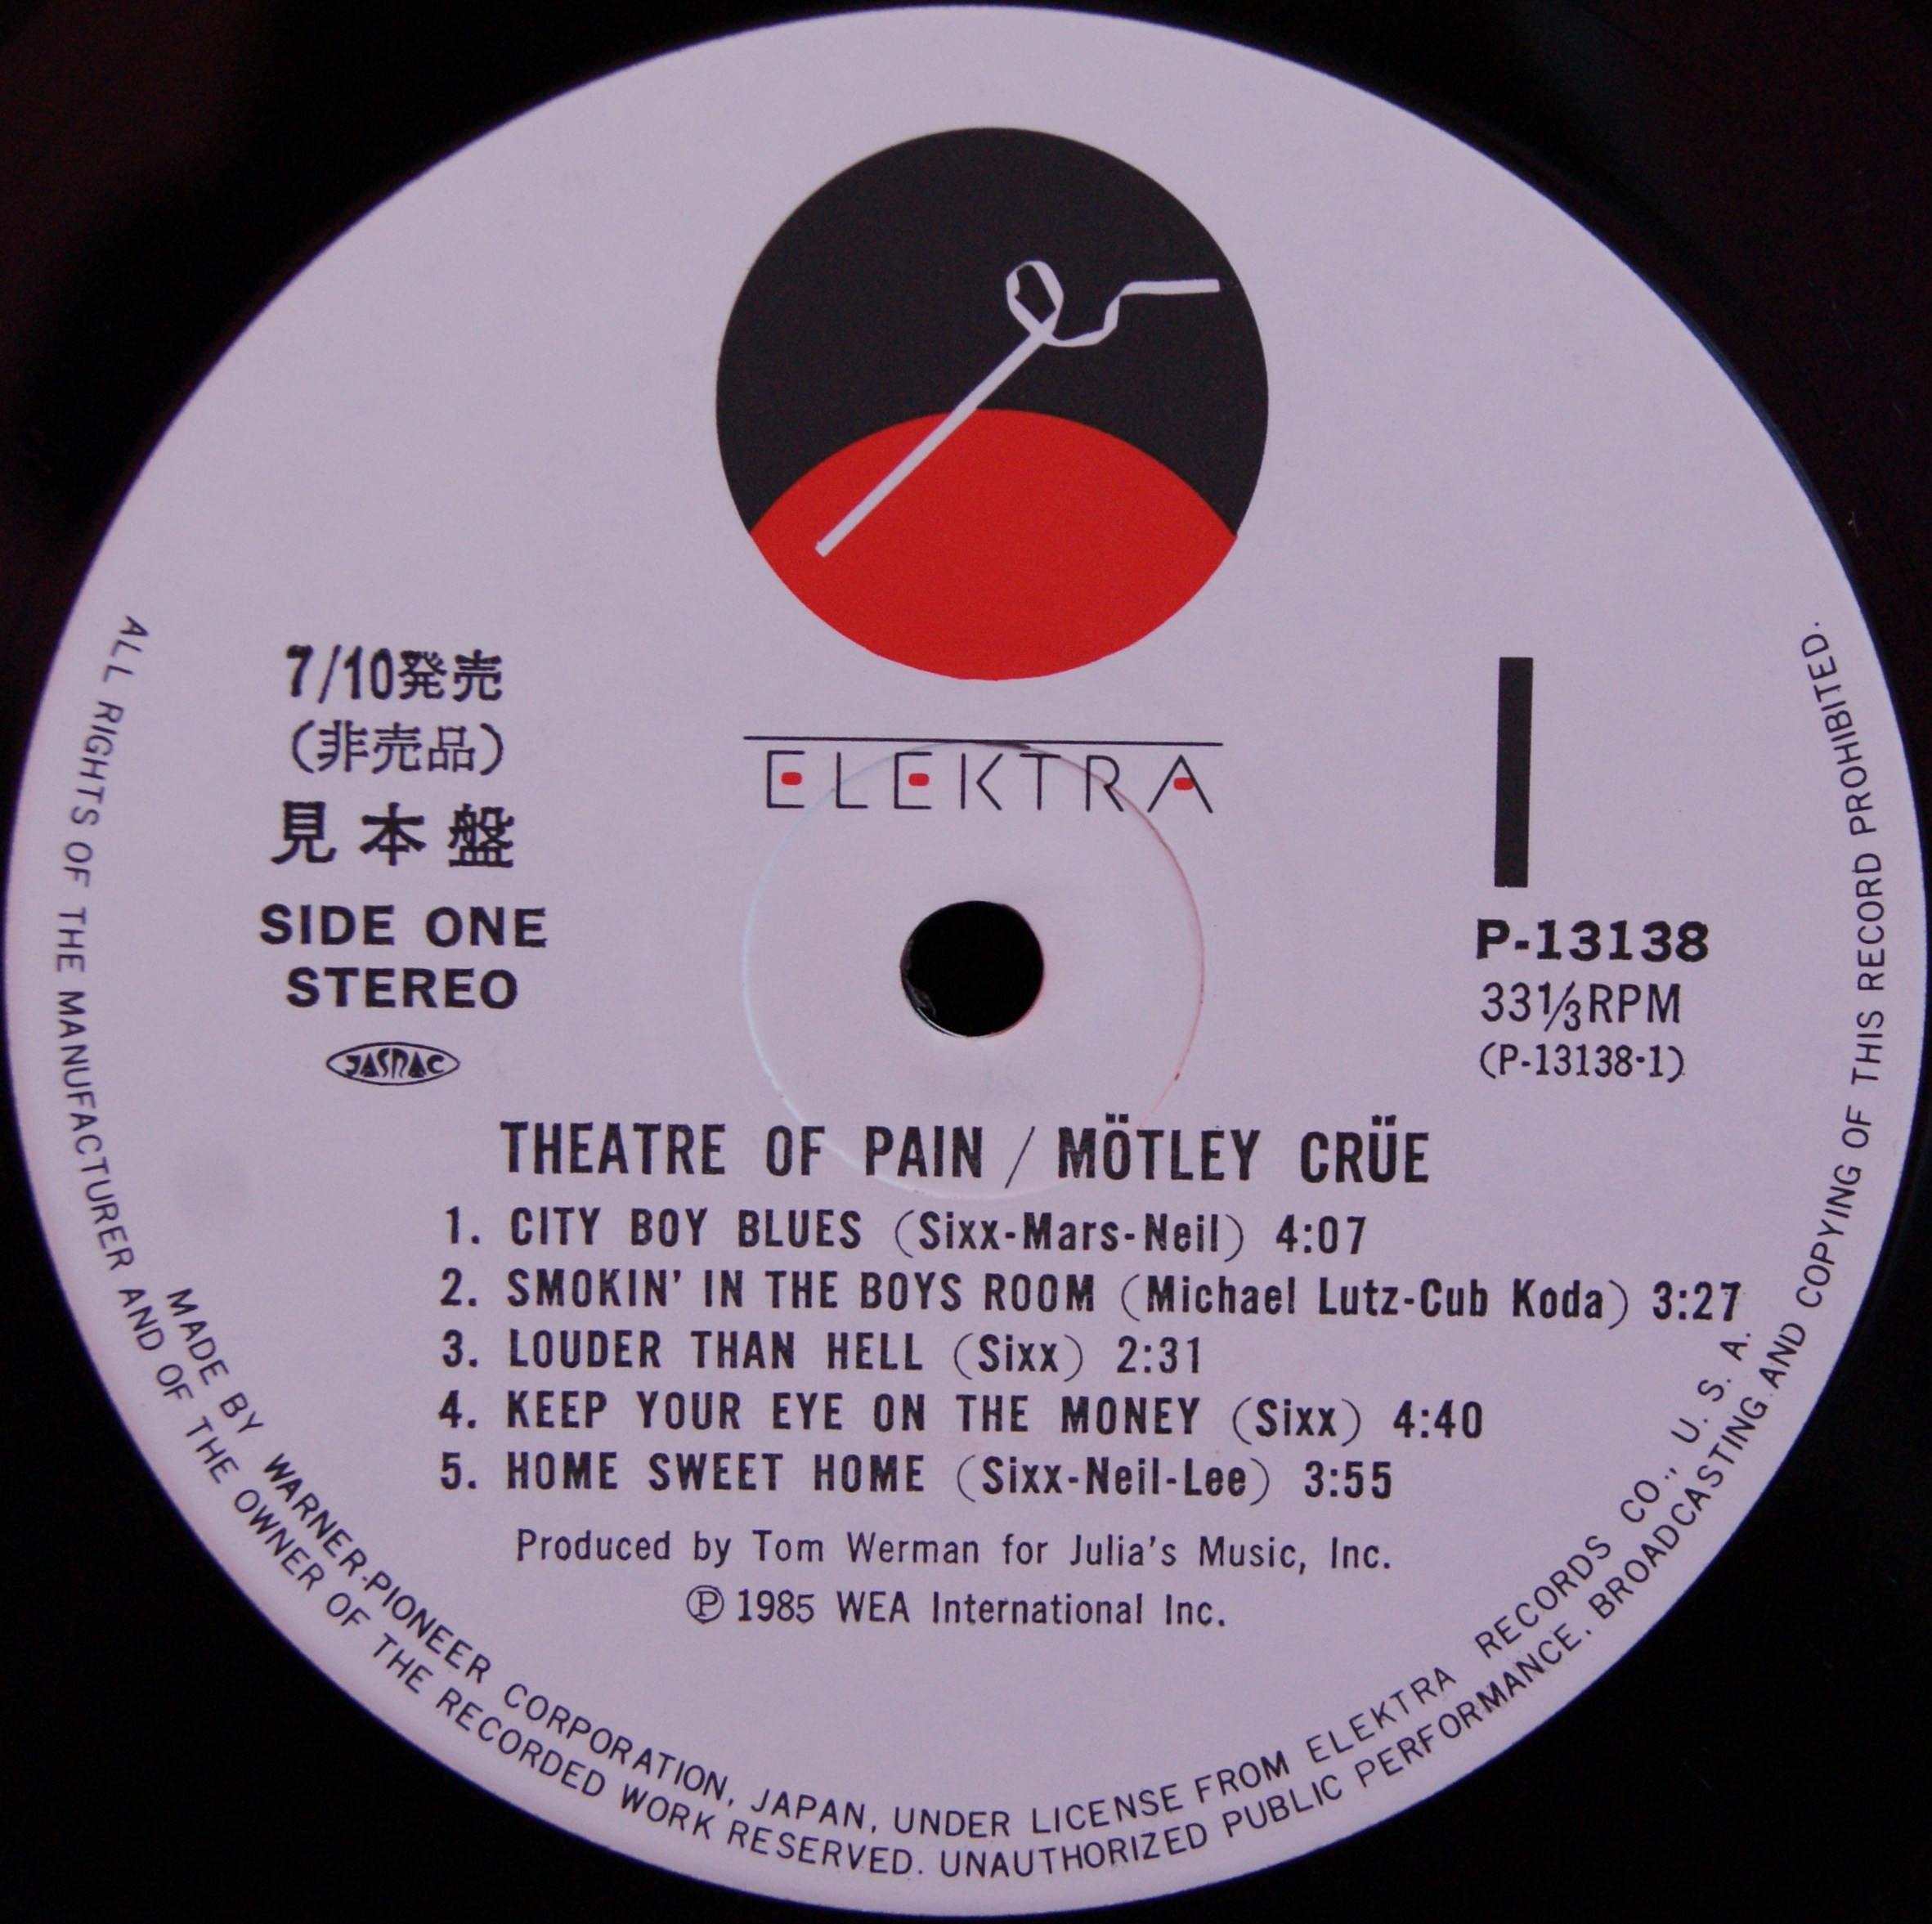 ELEKTRA
7/10発売
(非売品)
見本盤
SIDE ONE
STEREO
JASRAC
1
P-13138
33⅓RPM
(P-13138-1)
THEATRE OF PAIN / MÖTLEY CRÜE
1. CITY BOY BLUES (Sixx-Mars-Neil) 4:07
2. SMOKIN' IN THE BOYS ROOM (Michael Lutz-Cub Koda) 3:27
3. LOUDER THAN HELL (Sixx) 2:31
4. KEEP YOUR EYE ON THE MONEY (Sixx) 4:40
5. HOME SWEET HOME (Sixx-Neil-Lee) 3:55
Produced by Tom Werman for Julia's Music, Inc.
℗ 1985 WEA International Inc.
MADE BY WARNER-PIONEER CORPORATION, JAPAN, UNDER LICENSE FROM ELEKTRA RECORDS CO., U. S. A.
ALL RIGHTS OF THE MANUFACTURER AND OF THE OWNER OF THE RECORDED WORK RESERVED. UNAUTHORIZED PUBLIC PERFORMANCE, BROADCASTING AND COPYING OF THIS RECORD PROHIBITED.